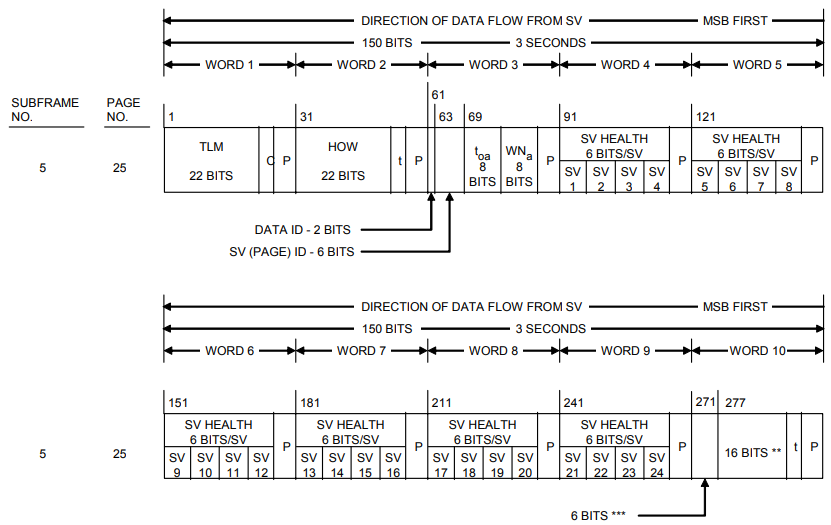 DIRECTION OF DATA FLOW FROM SV MSB FIRST
150 BITS 3 SECONDS
WORD 1 WORD 2 WORD 3 WORD 4 WORD 5
SUBFRAME NO. PAGE NO.
1 31 61 63 69 91 121
5 25
TLM 22 BITS C P
HOW 22 BITS t P
toa 8 BITS WNa 8 BITS P
SV HEALTH 6 BITS/SV P
SV 1 SV 2 SV 3 SV 4
SV HEALTH 6 BITS/SV P
SV 5 SV 6 SV 7 SV 8
DATA ID - 2 BITS
SV (PAGE) ID - 6 BITS
DIRECTION OF DATA FLOW FROM SV MSB FIRST
150 BITS 3 SECONDS
WORD 6 WORD 7 WORD 8 WORD 9 WORD 10
151 181 211 241 271 277
5 25
SV HEALTH 6 BITS/SV P
SV 9 SV 10 SV 11 SV 12
SV HEALTH 6 BITS/SV P
SV 13 SV 14 SV 15 SV 16
SV HEALTH 6 BITS/SV P
SV 17 SV 18 SV 19 SV 20
SV HEALTH 6 BITS/SV P
SV 21 SV 22 SV 23 SV 24
16 BITS ** t P
6 BITS ***